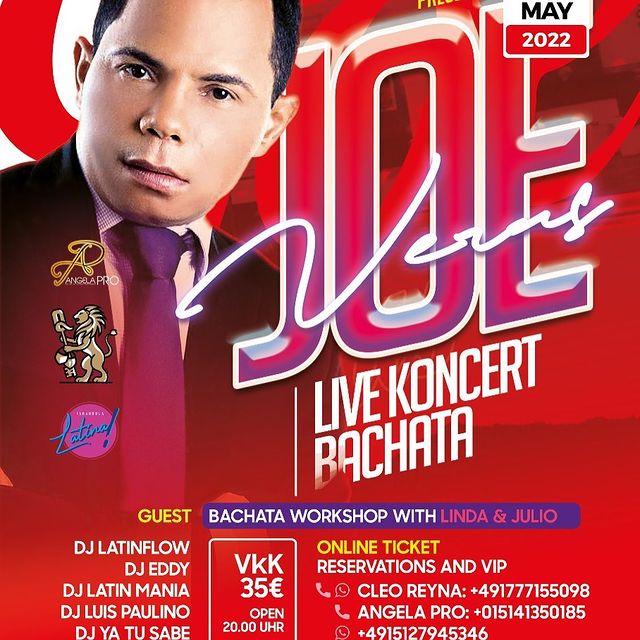 MAY
2022
JOE
Veras
ANGELA PRO
FARANDULA
Latina!
LIVE KONCERT
BACHATA
GUEST BACHATA WORKSHOP WITH LINDA & JULIO
DJ LATINFLOW
DJ EDDY
DJ LATIN MANIA
DJ LUIS PAULINO
DJ YA TU SABE
VkK
35€
OPEN
20.00 UHR
ONLINE TICKET
RESERVATIONS AND VIP
CLEO REYNA: +491777155098
ANGELA PRO: +015141350185
+4915127945346